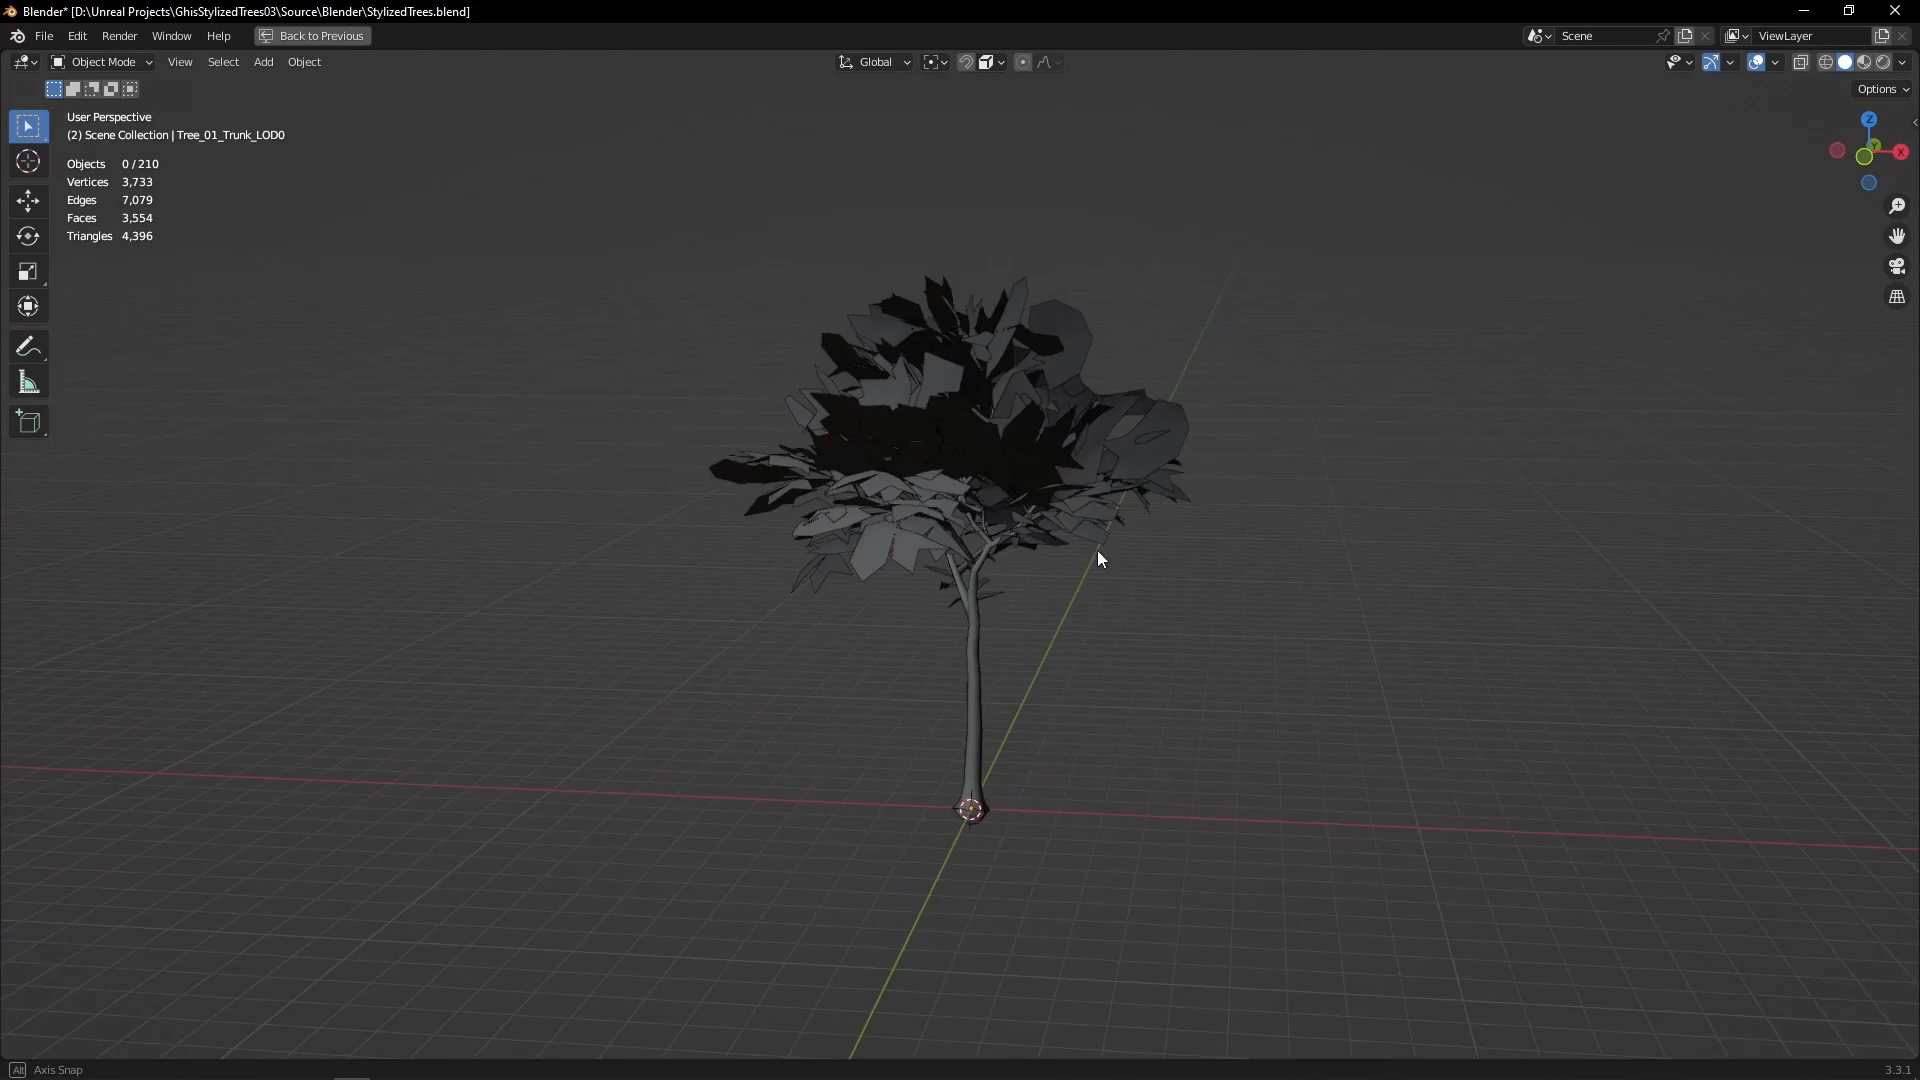 Blender* [D:\Unreal Projects\GhisStylizedTrees03\Source\Blender\StylizedTrees.blend]
File Edit Render Window Help Back to Previous Scene ViewLayer
Object Mode View Select Add Object Global
Options
User Perspective
(2) Scene Collection | Tree_01_Trunk_LOD0
Objects 0 / 210
Vertices 3,733
Edges 7,079
Faces 3,554
Triangles 4,396
Z
Y
X
Alt Axis Snap 3.3.1